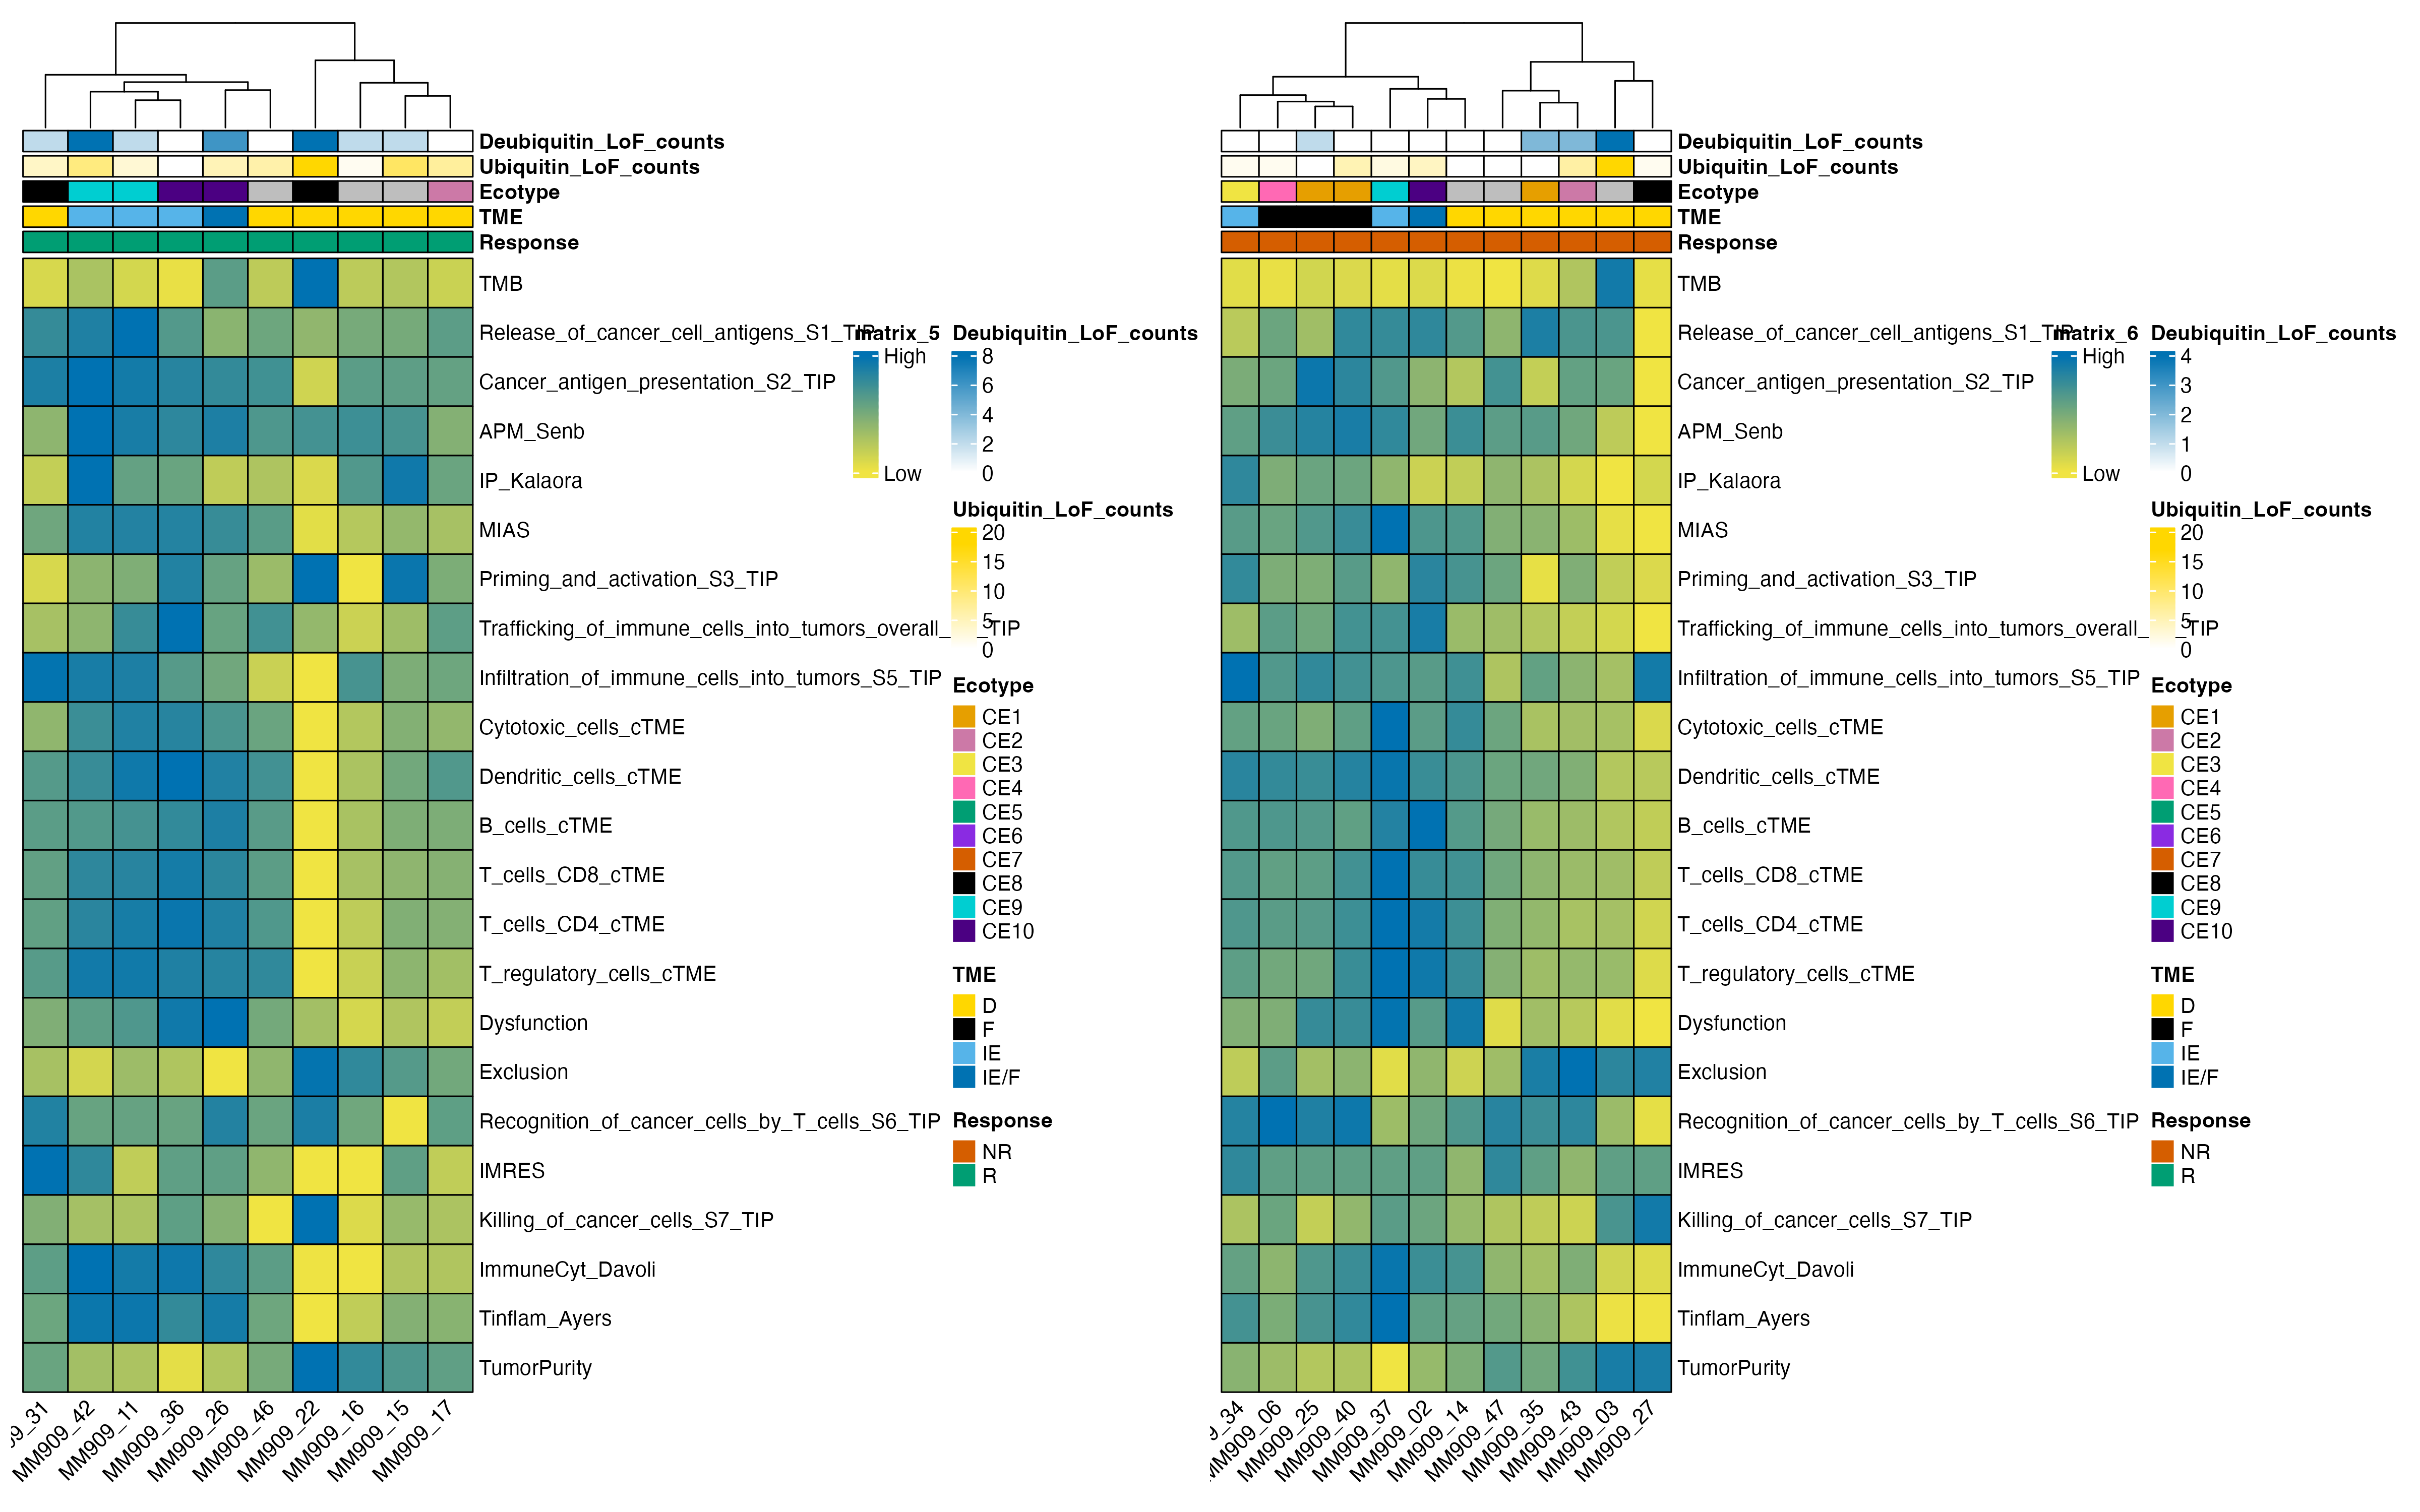 Deubiquitin_LoF_counts
Ubiquitin_LoF_counts
Ecotype
TME
Response
TMB
Release_of_cancer_cell_antigens_S1_TIP
Cancer_antigen_presentation_S2_TIP
APM_Senb
IP_Kalaora
MIAS
Priming_and_activation_S3_TIP
Trafficking_of_immune_cells_into_tumors_overall_ _TIP
Infiltration_of_immune_cells_into_tumors_S5_TIP
Cytotoxic_cells_cTME
Dendritic_cells_cTME
B_cells_cTME
T_cells_CD8_cTME
T_cells_CD4_cTME
T_regulatory_cells_cTME
Dysfunction
Exclusion
Recognition_of_cancer_cells_by_T_cells_S6_TIP
IMRES
Killing_of_cancer_cells_S7_TIP
ImmuneCyt_Davoli
Tinflam_Ayers
TumorPurity
09_31
MM909_42
MM909_11
MM909_36
MM909_26
MM909_46
MM909_22
MM909_16
MM909_15
MM909_17
matrix_5
High
Low
Deubiquitin_LoF_counts
8
6
4
2
0
Ubiquitin_LoF_counts
20
15
10
5
0
Ecotype
CE1
CE2
CE3
CE4
CE5
CE6
CE7
CE8
CE9
CE10
TME
D
F
IE
IE/F
Response
NR
R
Deubiquitin_LoF_counts
Ubiquitin_LoF_counts
Ecotype
TME
Response
TMB
Release_of_cancer_cell_antigens_S1_TIP
Cancer_antigen_presentation_S2_TIP
APM_Senb
IP_Kalaora
MIAS
Priming_and_activation_S3_TIP
Trafficking_of_immune_cells_into_tumors_overall_ _TIP
Infiltration_of_immune_cells_into_tumors_S5_TIP
Cytotoxic_cells_cTME
Dendritic_cells_cTME
B_cells_cTME
T_cells_CD8_cTME
T_cells_CD4_cTME
T_regulatory_cells_cTME
Dysfunction
Exclusion
Recognition_of_cancer_cells_by_T_cells_S6_TIP
IMRES
Killing_of_cancer_cells_S7_TIP
ImmuneCyt_Davoli
Tinflam_Ayers
TumorPurity
9_34
MM909_06
MM909_25
MM909_40
MM909_37
MM909_02
MM909_14
MM909_47
MM909_35
MM909_43
MM909_03
MM909_27
matrix_6
High
Low
Deubiquitin_LoF_counts
4
3
2
1
0
Ubiquitin_LoF_counts
20
15
10
5
0
Ecotype
CE1
CE2
CE3
CE4
CE5
CE6
CE7
CE8
CE9
CE10
TME
D
F
IE
IE/F
Response
NR
R